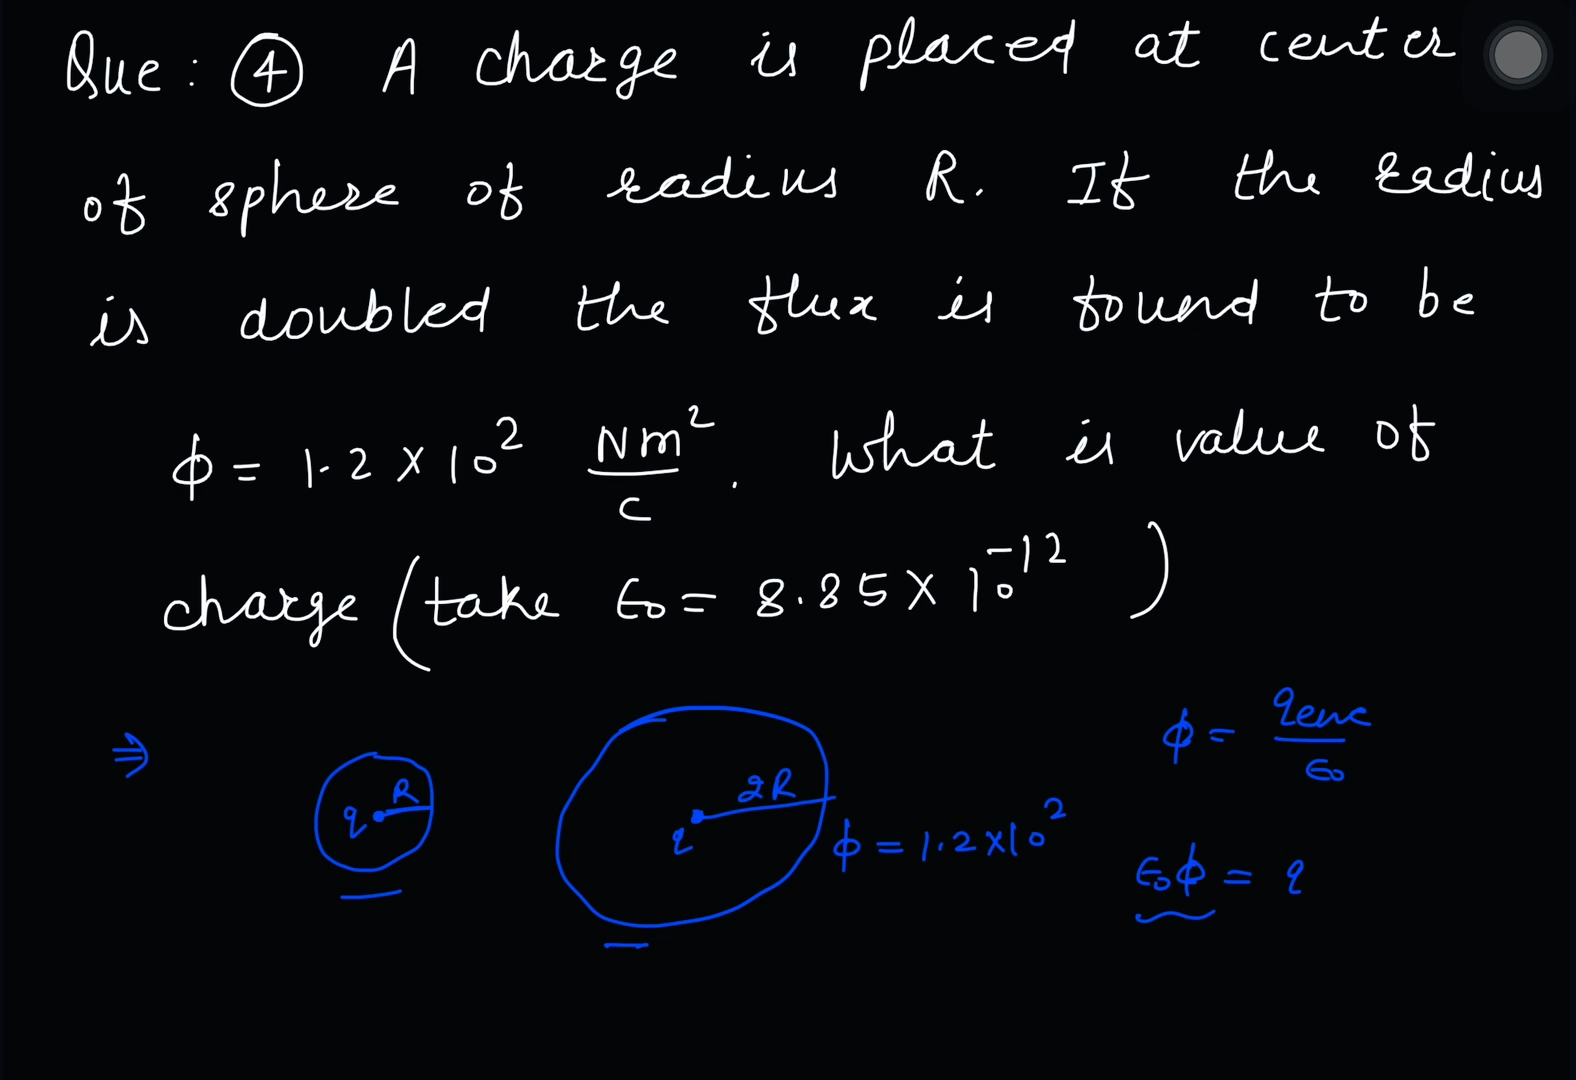 Que: ④ A charge is placed at center
of sphere of radius R. If the radius
is doubled the flux is found to be
ϕ = 1.2 × 10² Nm²/C. What is value of
charge (take ϵ₀ = 8.85 × 10⁻¹²)
⇒
q R
q 2R
ϕ = 1.2 × 10²
ϕ = qenc/ϵ₀
ϵ₀ϕ = q